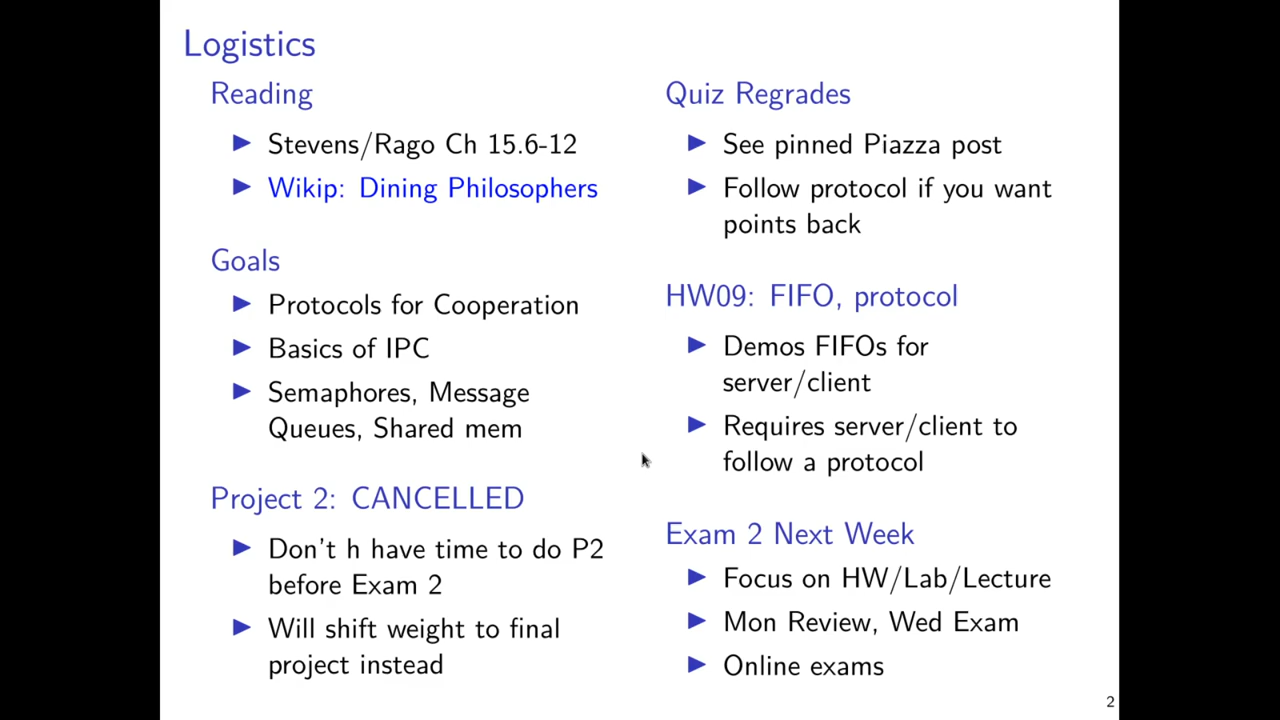 Logistics
Reading
Stevens/Rago Ch 15.6-12
Wikip: Dining Philosophers
Goals
Protocols for Cooperation
Basics of IPC
Semaphores, Message
Queues, Shared mem
Project 2: CANCELLED
Don't h have time to do P2
before Exam 2
Will shift weight to final
project instead
Quiz Regrades
See pinned Piazza post
Follow protocol if you want
points back
HW09: FIFO, protocol
Demos FIFOs for
server/client
Requires server/client to
follow a protocol
Exam 2 Next Week
Focus on HW/Lab/Lecture
Mon Review, Wed Exam
Online exams
2